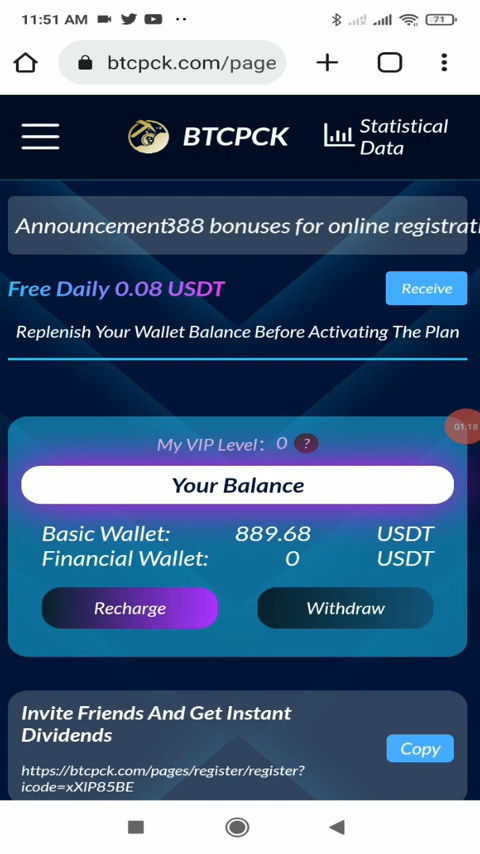 11:51 AM
71
btcpck.com/page
BTCPCK
Statistical
Data
Announcement388 bonuses for online registrati
Free Daily 0.08 USDT
Receive
Replenish Your Wallet Balance Before Activating The Plan
01:18
My VIP Level: 0 ?
Your Balance
Basic Wallet: 889.68 USDT
Financial Wallet: 0 USDT
Recharge
Withdraw
Invite Friends And Get Instant
Dividends
Copy
https://btcpck.com/pages/register/register?
icode=xXIP85BE